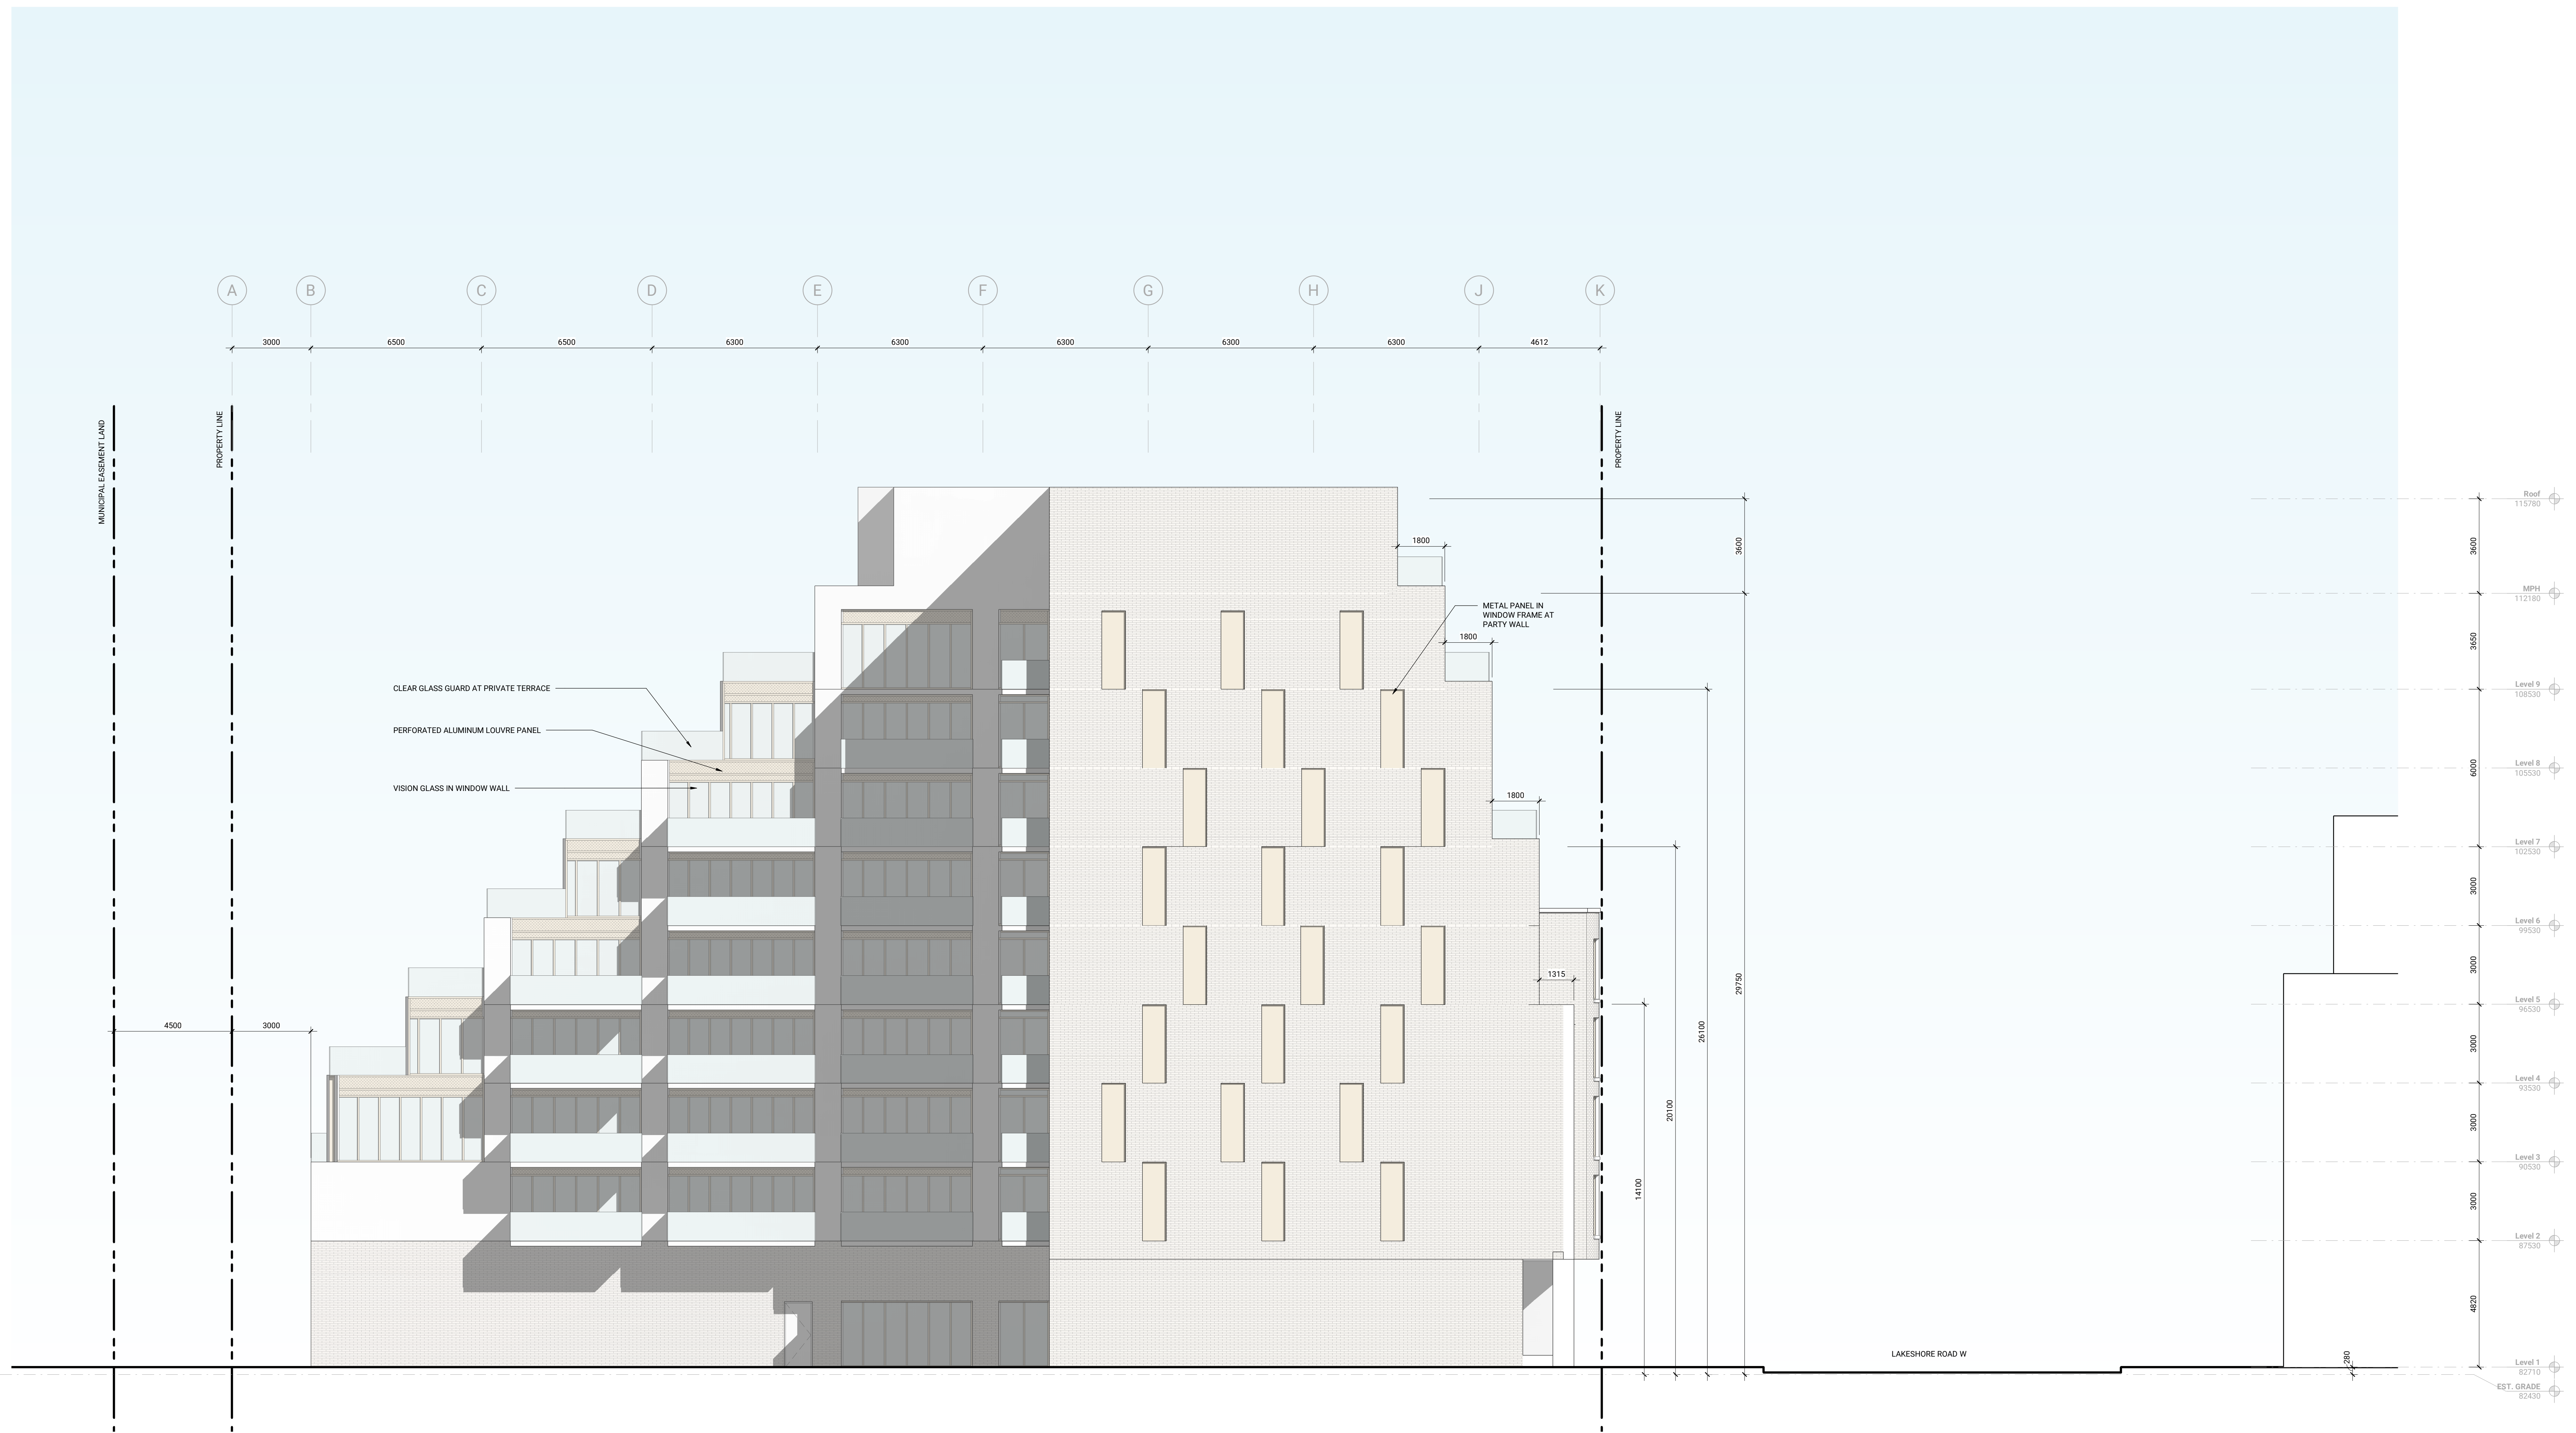 A
B
C
D
E
F
G
H
J
K
3000
6500
6500
6300
6300
6300
6300
6300
4612
MUNICIPAL EASEMENT LAND
PROPERTY LINE
PROPERTY LINE
Roof
115780
3600
3600
1800
MPH
112180
METAL PANEL IN
WINDOW FRAME AT
PARTY WALL
1800
3650
CLEAR GLASS GUARD AT PRIVATE TERRACE
Level 9
108530
PERFORATED ALUMINUM LOUVRE PANEL
Level 8
105530
6000
VISION GLASS IN WINDOW WALL
1800
Level 7
102530
3000
Level 6
99530
1315
29750
3000
Level 5
96530
4500
3000
26100
3000
Level 4
93530
20100
3000
Level 3
90530
14100
3000
Level 2
87530
4820
LAKESHORE ROAD W
280
Level 1
82710
EST. GRADE
82430